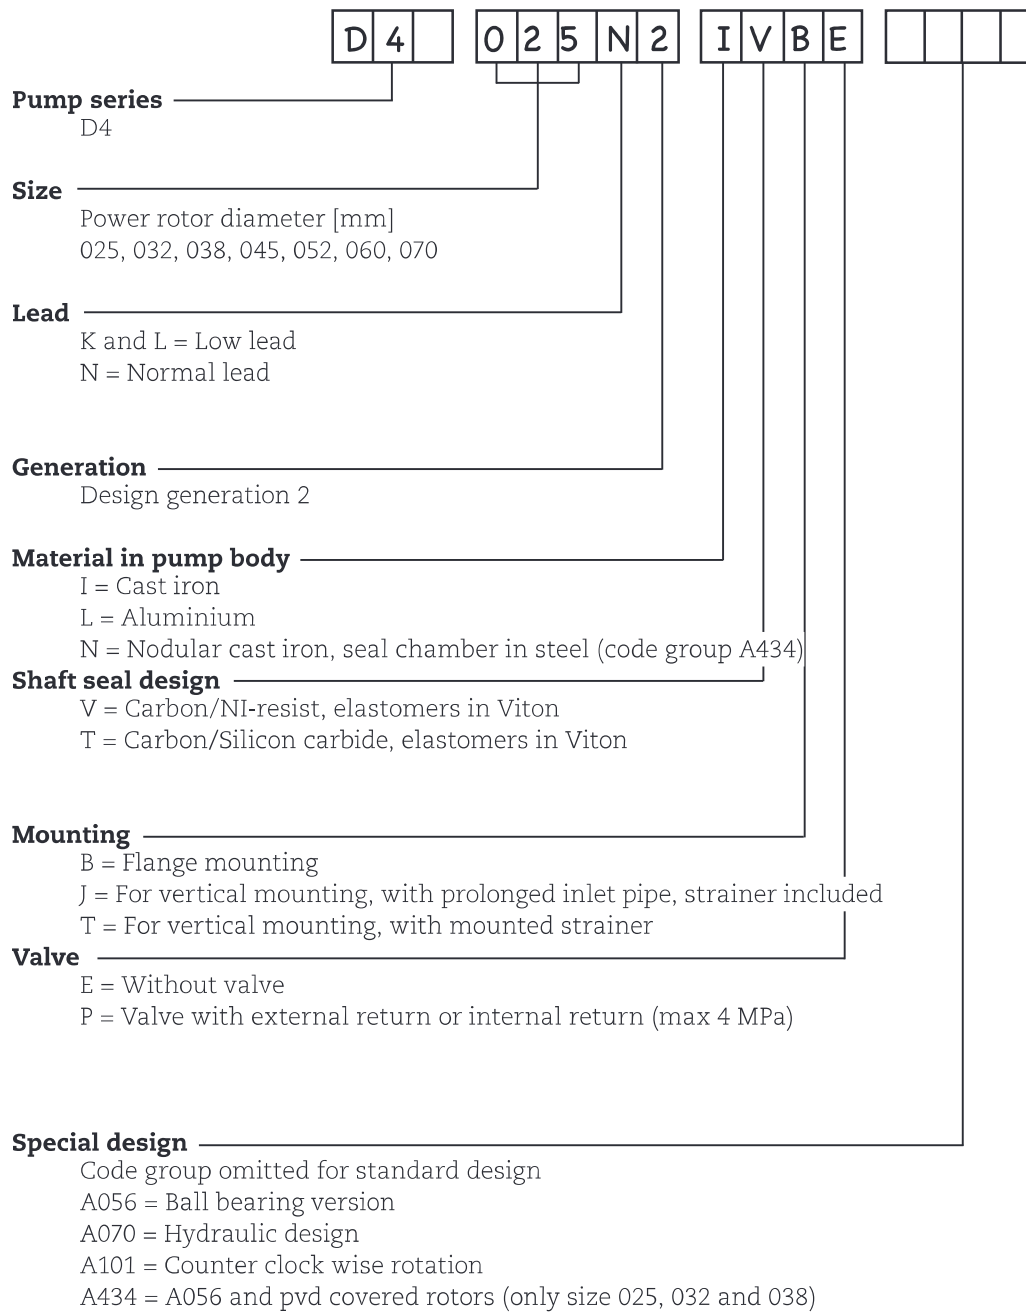 D4 025N2 IVBE
Pump series
D4
Size
Power rotor diameter [mm]
025, 032, 038, 045, 052, 060, 070
Lead
K and L = Low lead
N = Normal lead
Generation
Design generation 2
Material in pump body
I = Cast iron
L = Aluminium
N = Nodular cast iron, seal chamber in steel (code group A434)
Shaft seal design
V = Carbon/NI-resist, elastomers in Viton
T = Carbon/Silicon carbide, elastomers in Viton
Mounting
B = Flange mounting
J = For vertical mounting, with prolonged inlet pipe, strainer included
T = For vertical mounting, with mounted strainer
Valve
E = Without valve
P = Valve with external return or internal return (max 4 MPa)
Special design
Code group omitted for standard design
A056 = Ball bearing version
A070 = Hydraulic design
A101 = Counter clock wise rotation
A434 = A056 and pvd covered rotors (only size 025, 032 and 038)